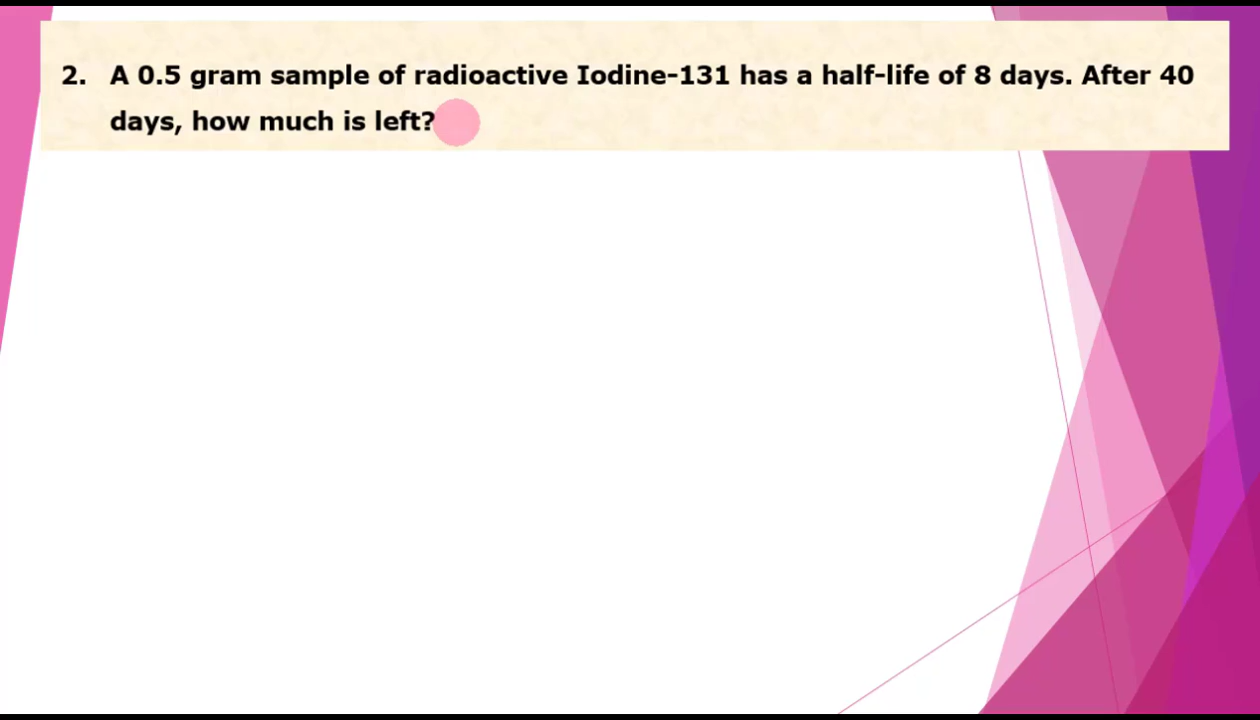 2. A 0.5 gram sample of radioactive Iodine-131 has a half-life of 8 days. After 40
days, how much is left?